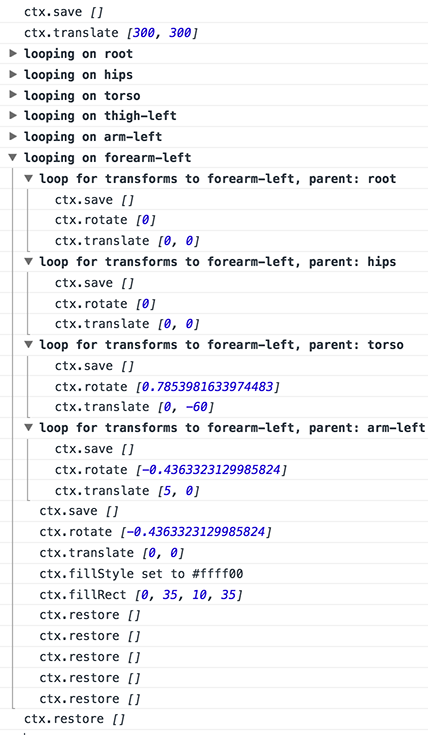 ctx.save []
ctx.translate [300, 300]
looping on root
looping on hips
looping on torso
looping on thigh-left
looping on arm-left
looping on forearm-left
loop for transforms to forearm-left, parent: root
ctx.save []
ctx.rotate [0]
ctx.translate [0, 0]
loop for transforms to forearm-left, parent: hips
ctx.save []
ctx.rotate [0]
ctx.translate [0, 0]
loop for transforms to forearm-left, parent: torso
ctx.save []
ctx.rotate [0.7853981633974483]
ctx.translate [0, -60]
loop for transforms to forearm-left, parent: arm-left
ctx.save []
ctx.rotate [-0.4363323129985824]
ctx.translate [5, 0]
ctx.save []
ctx.rotate [-0.4363323129985824]
ctx.translate [0, 0]
ctx.fillStyle set to #ffff00
ctx.fillRect [0, 35, 10, 35]
ctx.restore []
ctx.restore []
ctx.restore []
ctx.restore []
ctx.restore []
ctx.restore []